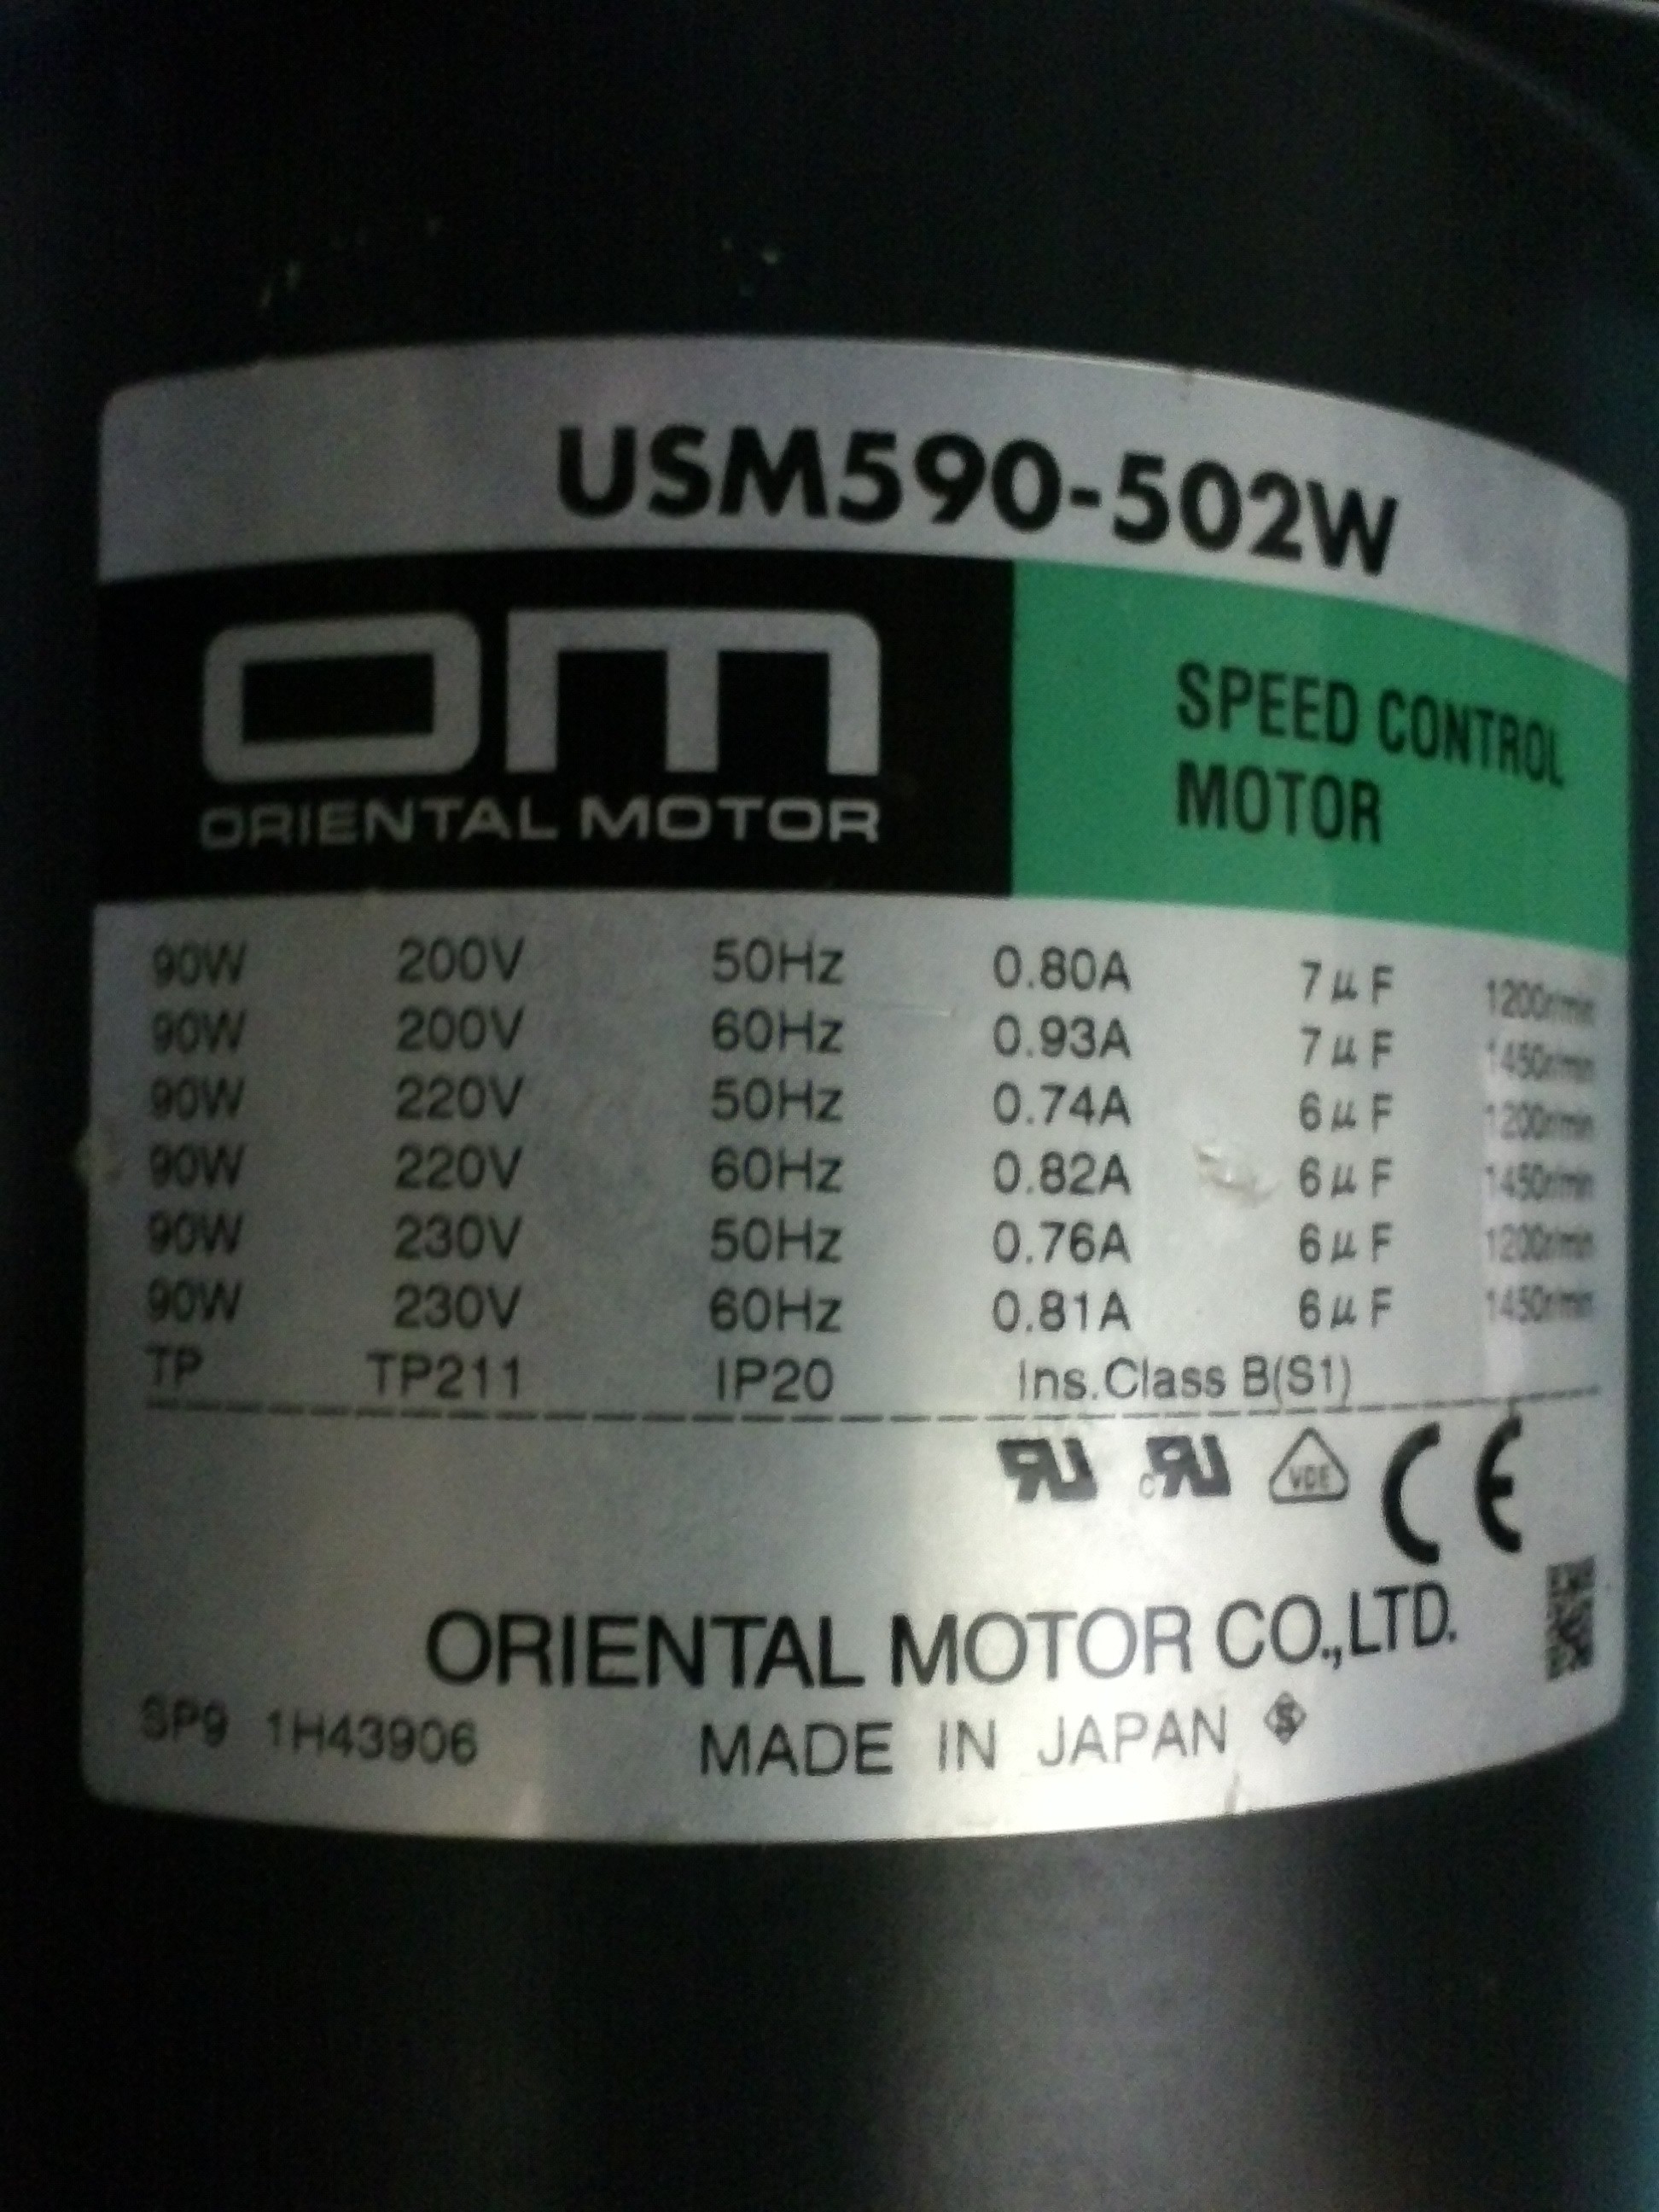 USM590-502W
om
ORIENTAL MOTOR
SPEED CONTROL
MOTOR
90W 200V 50Hz 0.80A 7μF 1200r/min
90W 200V 60Hz 0.93A 7μF 1450r/min
90W 220V 50Hz 0.74A 6μF 1200r/min
90W 220V 60Hz 0.82A 6μF 1450r/min
90W 230V 50Hz 0.76A 6μF 1200r/min
90W 230V 60Hz 0.81A 6μF 1450r/min
TP TP211 IP20 Ins.Class B(S1)
RU cRU VDE CE
ORIENTAL MOTOR CO.,LTD.
SP9 1H43906 MADE IN JAPAN S